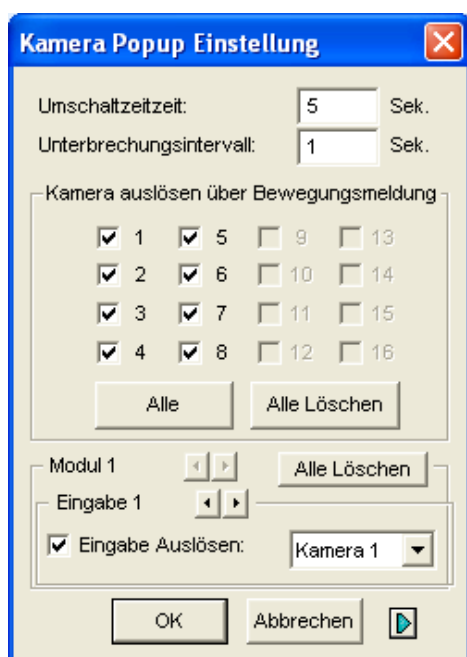 Kamera Popup Einstellung
Umschaltzeitzeit: 5 Sek.
Unterbrechungsintervall: 1 Sek.
Kamera auslösen über Bewegungsmeldung
1 5 9 13
2 6 10 14
3 7 11 15
4 8 12 16
Alle Alle Löschen
Modul 1 Alle Löschen
Eingabe 1
Eingabe Auslösen: Kamera 1
OK Abbrechen